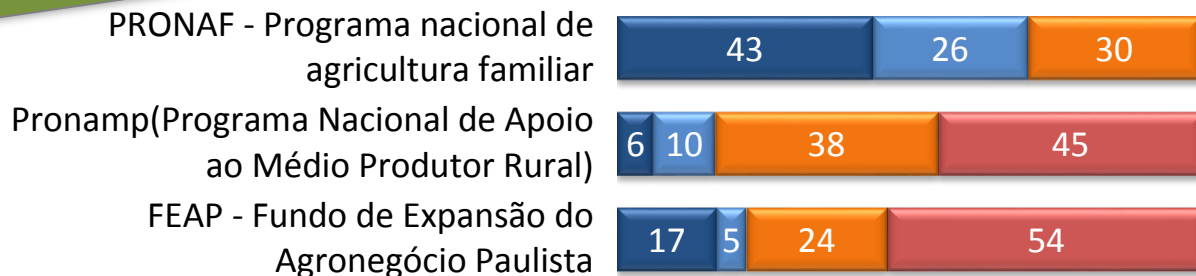 PRONAF - Programa nacional de
agricultura familiar
43 26 30
Pronamp(Programa Nacional de Apoio
ao Médio Produtor Rural)
6 10 38 45
FEAP - Fundo de Expansão do
Agronegócio Paulista
17 5 24 54